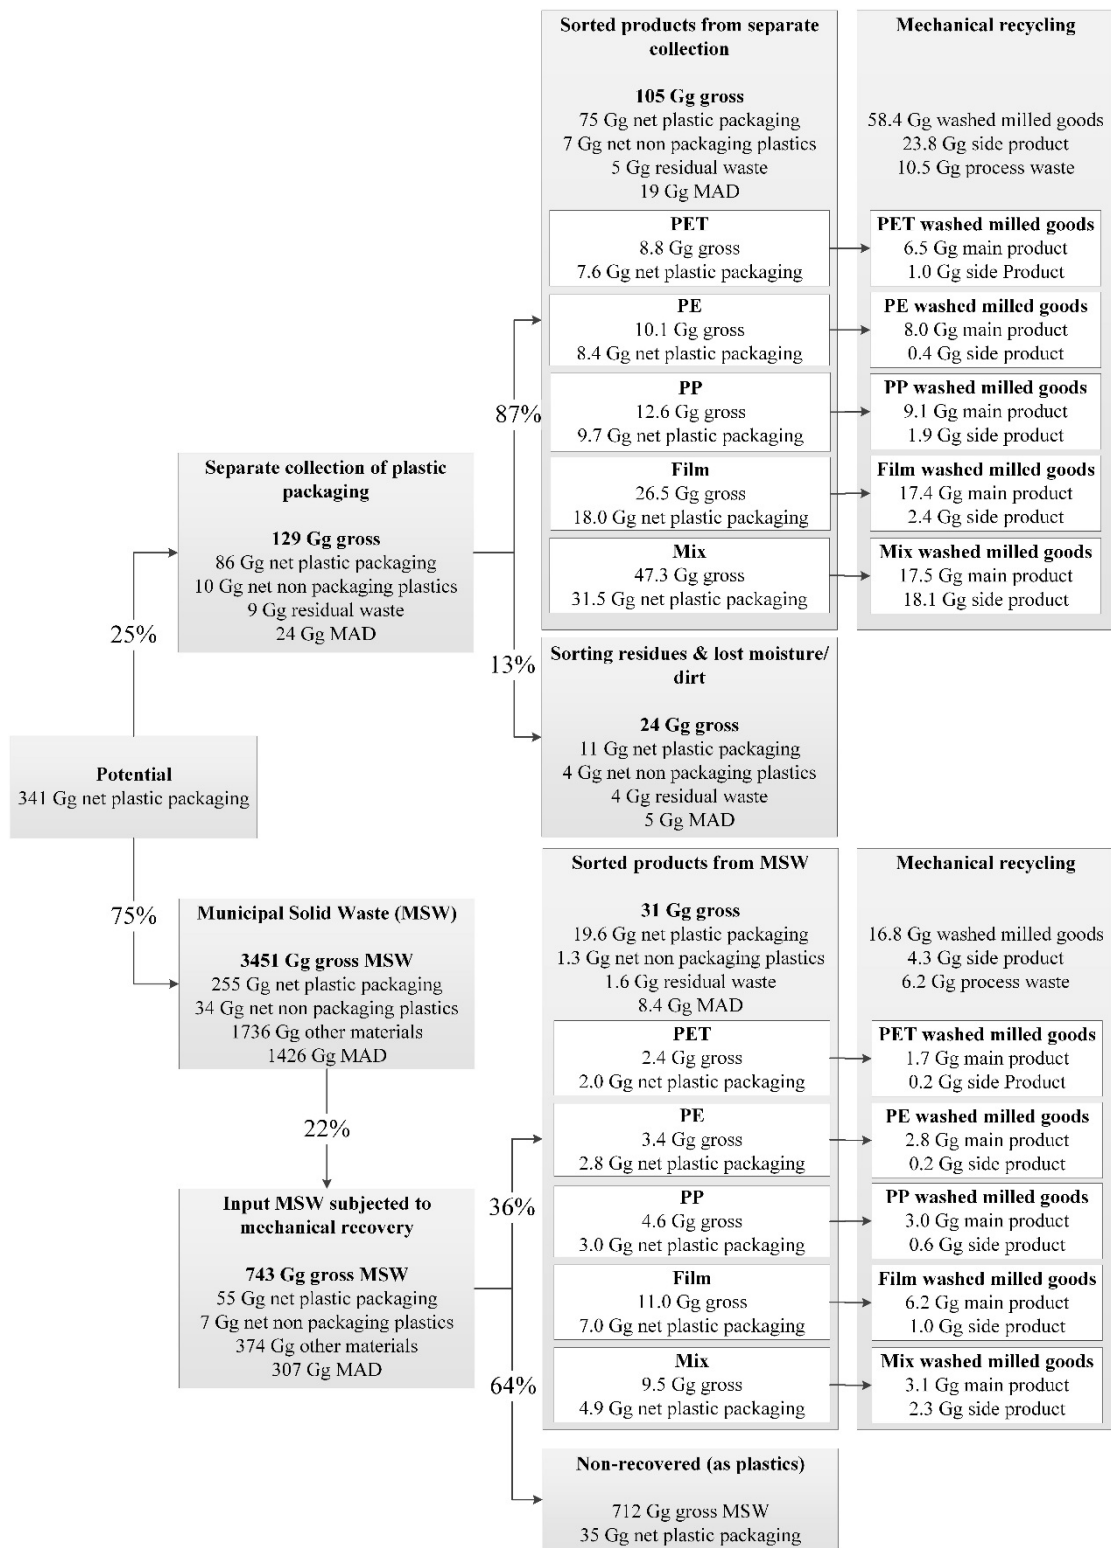 Sorted products from separate
collection
105 Gg gross
75 Gg net plastic packaging
7 Gg net non packaging plastics
5 Gg residual waste
19 Gg MAD
PET
8.8 Gg gross
7.6 Gg net plastic packaging
PE
10.1 Gg gross
8.4 Gg net plastic packaging
PP
12.6 Gg gross
9.7 Gg net plastic packaging
Film
26.5 Gg gross
18.0 Gg net plastic packaging
Mix
47.3 Gg gross
31.5 Gg net plastic packaging
Mechanical recycling
58.4 Gg washed milled goods
23.8 Gg side product
10.5 Gg process waste
PET washed milled goods
6.5 Gg main product
1.0 Gg side Product
PE washed milled goods
8.0 Gg main product
0.4 Gg side product
PP washed milled goods
9.1 Gg main product
1.9 Gg side product
Film washed milled goods
17.4 Gg main product
2.4 Gg side product
Mix washed milled goods
17.5 Gg main product
18.1 Gg side product
87%
Separate collection of plastic
packaging
129 Gg gross
86 Gg net plastic packaging
10 Gg net non packaging plastics
9 Gg residual waste
24 Gg MAD
25%
13%
Sorting residues & lost moisture/
dirt
24 Gg gross
11 Gg net plastic packaging
4 Gg net non packaging plastics
4 Gg residual waste
5 Gg MAD
Potential
341 Gg net plastic packaging
75%
Municipal Solid Waste (MSW)
3451 Gg gross MSW
255 Gg net plastic packaging
34 Gg net non packaging plastics
1736 Gg other materials
1426 Gg MAD
22%
Input MSW subjected to
mechanical recovery
743 Gg gross MSW
55 Gg net plastic packaging
7 Gg net non packaging plastics
374 Gg other materials
307 Gg MAD
36%
64%
Sorted products from MSW
31 Gg gross
19.6 Gg net plastic packaging
1.3 Gg net non packaging plastics
1.6 Gg residual waste
8.4 Gg MAD
PET
2.4 Gg gross
2.0 Gg net plastic packaging
PE
3.4 Gg gross
2.8 Gg net plastic packaging
PP
4.6 Gg gross
3.0 Gg net plastic packaging
Film
11.0 Gg gross
7.0 Gg net plastic packaging
Mix
9.5 Gg gross
4.9 Gg net plastic packaging
Mechanical recycling
16.8 Gg washed milled goods
4.3 Gg side product
6.2 Gg process waste
PET washed milled goods
1.7 Gg main product
0.2 Gg side Product
PE washed milled goods
2.8 Gg main product
0.2 Gg side product
PP washed milled goods
3.0 Gg main product
0.6 Gg side product
Film washed milled goods
6.2 Gg main product
1.0 Gg side product
Mix washed milled goods
3.1 Gg main product
2.3 Gg side product
Non-recovered (as plastics)
712 Gg gross MSW
35 Gg net plastic packaging